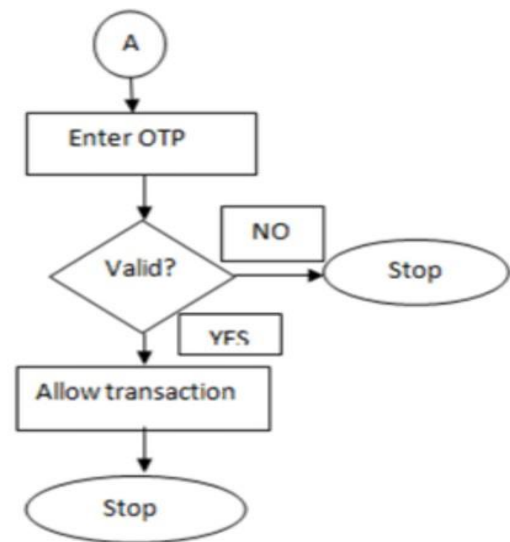 A
Enter OTP
NO
Valid?
Stop
YES
Allow transaction
Stop